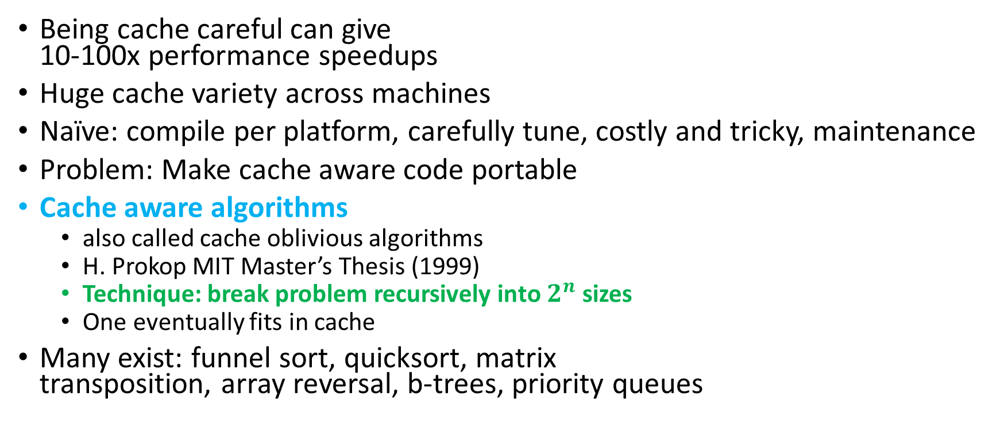 • Being cache careful can give
10-100x performance speedups
• Huge cache variety across machines
• Naïve: compile per platform, carefully tune, costly and tricky, maintenance
• Problem: Make cache aware code portable
• Cache aware algorithms
• also called cache oblivious algorithms
• H. Prokop MIT Master’s Thesis (1999)
• Technique: break problem recursively into 2ⁿ sizes
• One eventually fits in cache
• Many exist: funnel sort, quicksort, matrix
transposition, array reversal, b-trees, priority queues